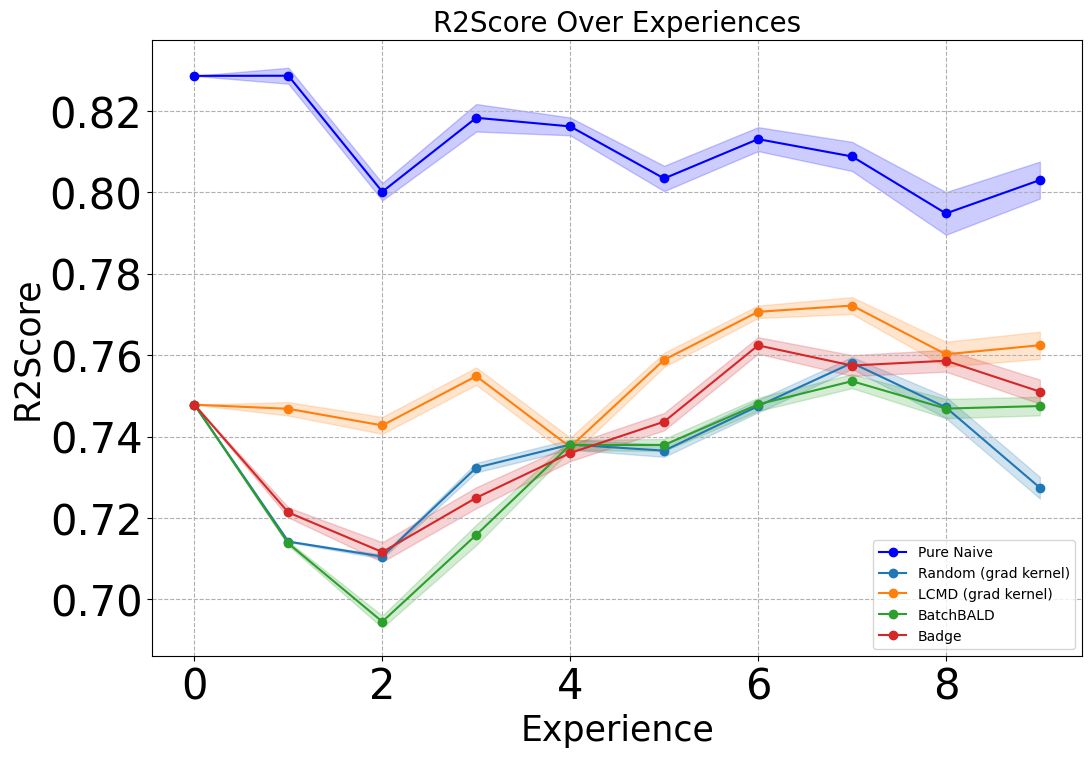 R2Score Over Experiences
R2Score
0.82
0.80
0.78
0.76
0.74
0.72
0.70
0
2
4
6
8
Experience
Pure Naive
Random (grad kernel)
LCMD (grad kernel)
BatchBALD
Badge